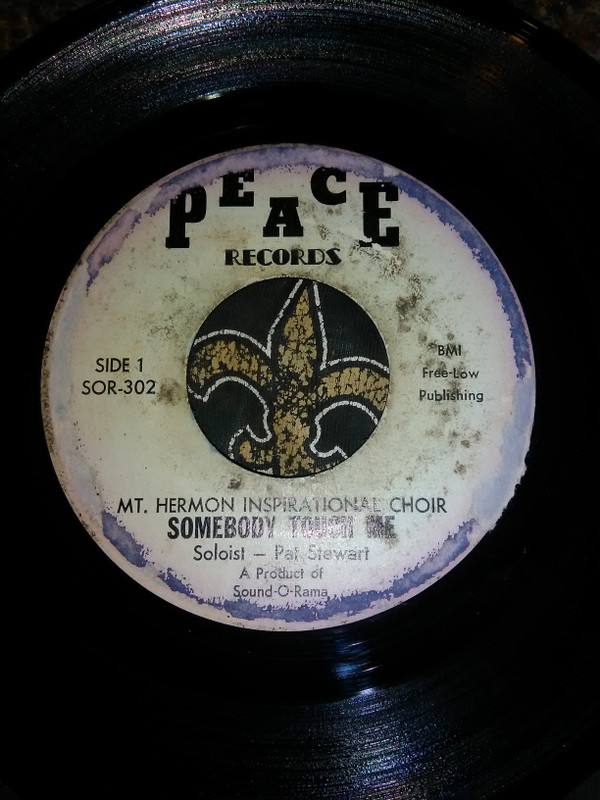 PEACE
RECORDS
SIDE 1
SOR-302
BMI
Free-Low
Publishing
MT. HERMON INSPIRATIONAL CHOIR
SOMEBODY TOUCH ME
Soloist — Pat Stewart
A Product of
Sound-O-Rama